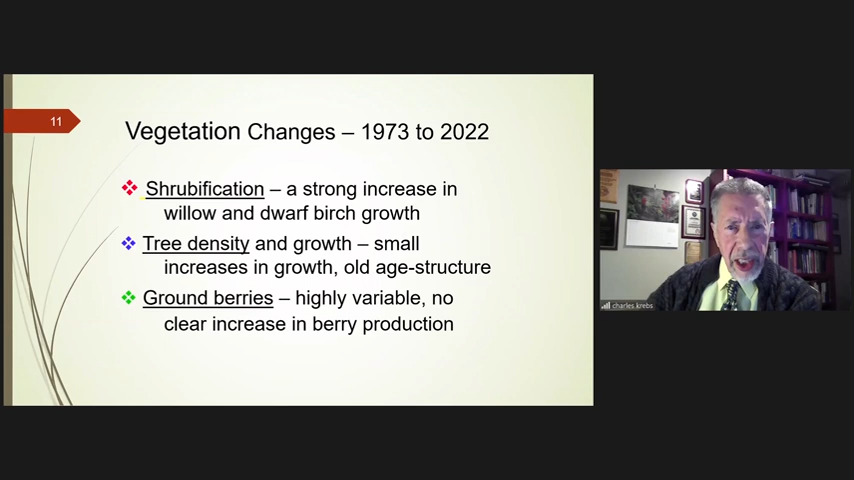 11
Vegetation Changes – 1973 to 2022
Shrubification – a strong increase in
willow and dwarf birch growth
Tree density and growth – small
increases in growth, old age-structure
Ground berries – highly variable, no
clear increase in berry production
charles krebs